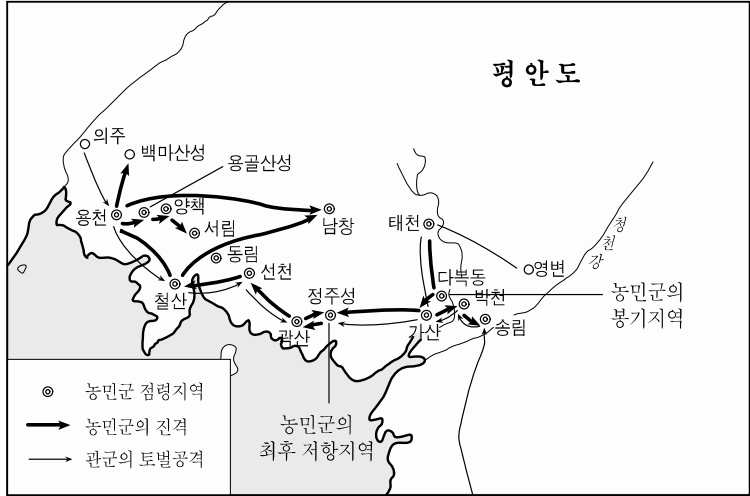 평안도
의주
백마산성
용골산성
용천
양책
서림
남창
태천
청천강
동림
영변
선천
다복동
철산
정주성
박천
농민군의
봉기지역
곽산
가산
송림
농민군 점령지역
농민군의 진격
관군의 토벌공격
농민군의
최후 저항지역